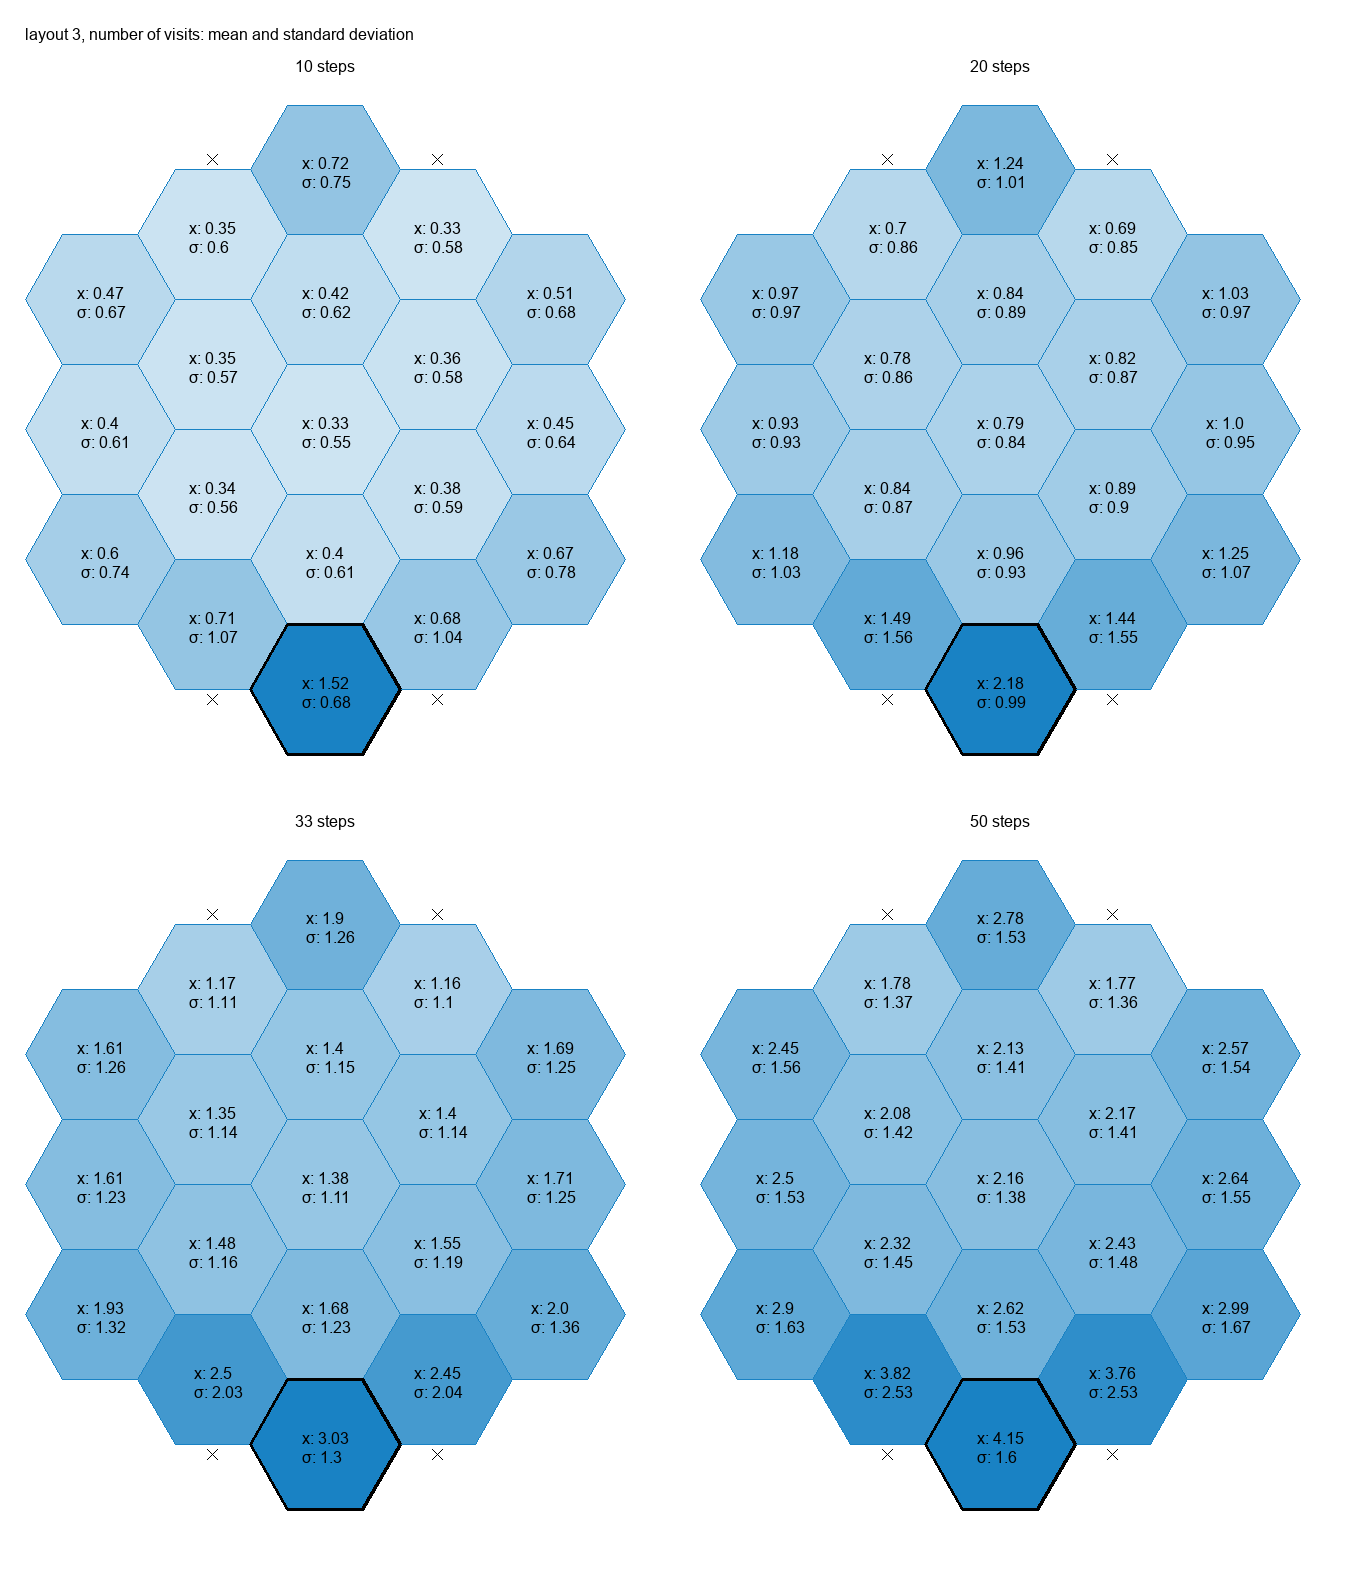 layout 3, number of visits: mean and standard deviation
10 steps
x: 0.72
σ: 0.75
x: 0.35
σ: 0.6
x: 0.33
σ: 0.58
x: 0.47
σ: 0.67
x: 0.42
σ: 0.62
x: 0.51
σ: 0.68
x: 0.35
σ: 0.57
x: 0.36
σ: 0.58
x: 0.4
σ: 0.61
x: 0.33
σ: 0.55
x: 0.45
σ: 0.64
x: 0.34
σ: 0.56
x: 0.38
σ: 0.59
x: 0.6
σ: 0.74
x: 0.4
σ: 0.61
x: 0.67
σ: 0.78
x: 0.71
σ: 1.07
x: 0.68
σ: 1.04
x: 1.52
σ: 0.68
20 steps
x: 1.24
σ: 1.01
x: 0.7
σ: 0.86
x: 0.69
σ: 0.85
x: 0.97
σ: 0.97
x: 0.84
σ: 0.89
x: 1.03
σ: 0.97
x: 0.78
σ: 0.86
x: 0.82
σ: 0.87
x: 0.93
σ: 0.93
x: 0.79
σ: 0.84
x: 1.0
σ: 0.95
x: 0.84
σ: 0.87
x: 0.89
σ: 0.9
x: 1.18
σ: 1.03
x: 0.96
σ: 0.93
x: 1.25
σ: 1.07
x: 1.49
σ: 1.56
x: 1.44
σ: 1.55
x: 2.18
σ: 0.99
33 steps
x: 1.9
σ: 1.26
x: 1.17
σ: 1.11
x: 1.16
σ: 1.1
x: 1.61
σ: 1.26
x: 1.4
σ: 1.15
x: 1.69
σ: 1.25
x: 1.35
σ: 1.14
x: 1.4
σ: 1.14
x: 1.61
σ: 1.23
x: 1.38
σ: 1.11
x: 1.71
σ: 1.25
x: 1.48
σ: 1.16
x: 1.55
σ: 1.19
x: 1.93
σ: 1.32
x: 1.68
σ: 1.23
x: 2.0
σ: 1.36
x: 2.5
σ: 2.03
x: 2.45
σ: 2.04
x: 3.03
σ: 1.3
50 steps
x: 2.78
σ: 1.53
x: 1.78
σ: 1.37
x: 1.77
σ: 1.36
x: 2.45
σ: 1.56
x: 2.13
σ: 1.41
x: 2.57
σ: 1.54
x: 2.08
σ: 1.42
x: 2.17
σ: 1.41
x: 2.5
σ: 1.53
x: 2.16
σ: 1.38
x: 2.64
σ: 1.55
x: 2.32
σ: 1.45
x: 2.43
σ: 1.48
x: 2.9
σ: 1.63
x: 2.62
σ: 1.53
x: 2.99
σ: 1.67
x: 3.82
σ: 2.53
x: 3.76
σ: 2.53
x: 4.15
σ: 1.6